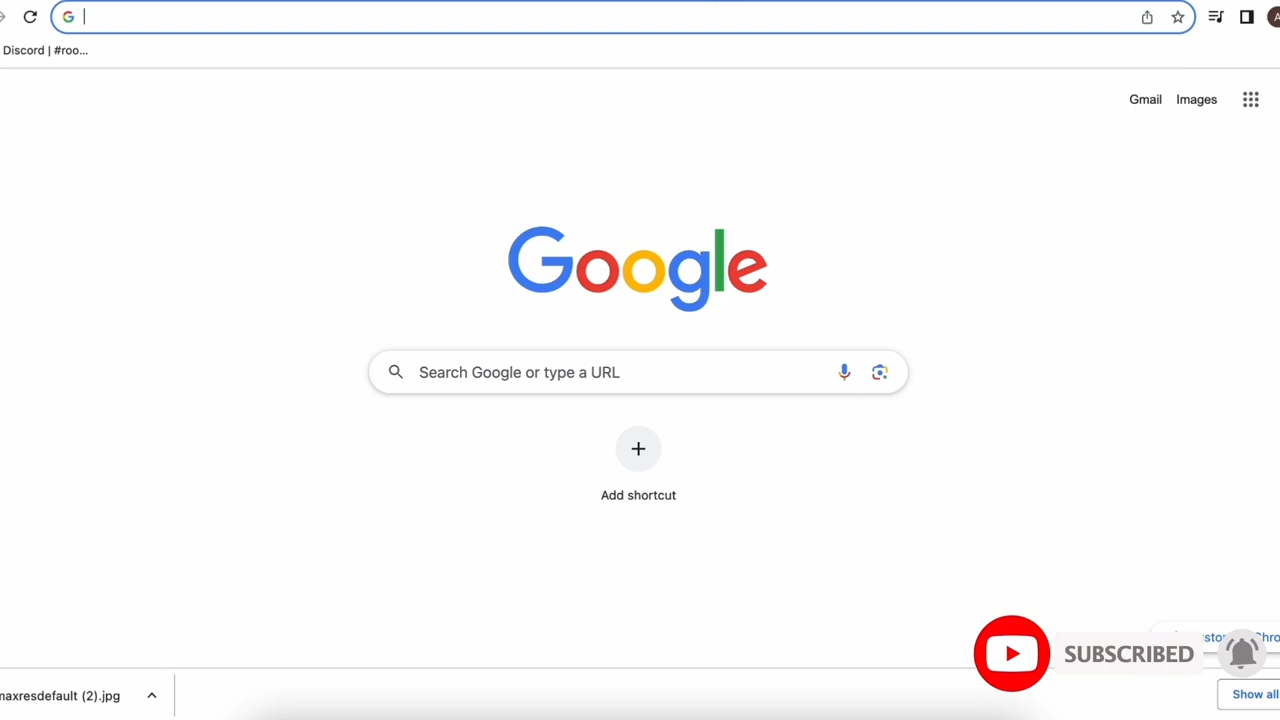 Discord | #roo...
Gmail
Images
Google
Search Google or type a URL
Add shortcut
SUBSCRIBED
maxresdefault (2).jpg
Show all